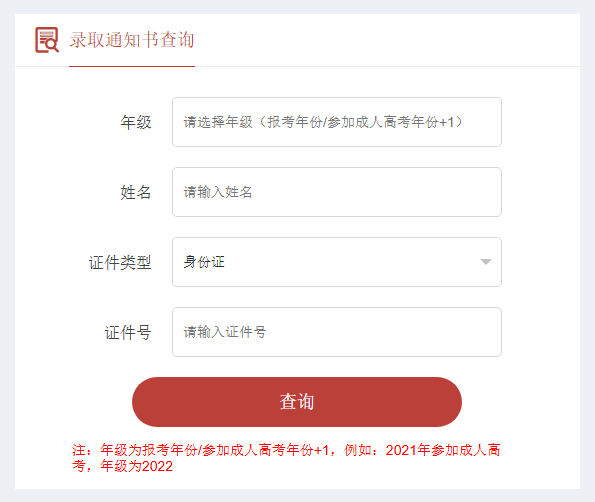 录取通知书查询
年级
请选择年级（报考年份/参加成人高考年份+1）
姓名
请输入姓名
证件类型
身份证
证件号
请输入证件号
查询
注：年级为报考年份/参加成人高考年份+1，例如：2021年参加成人高
考，年级为2022